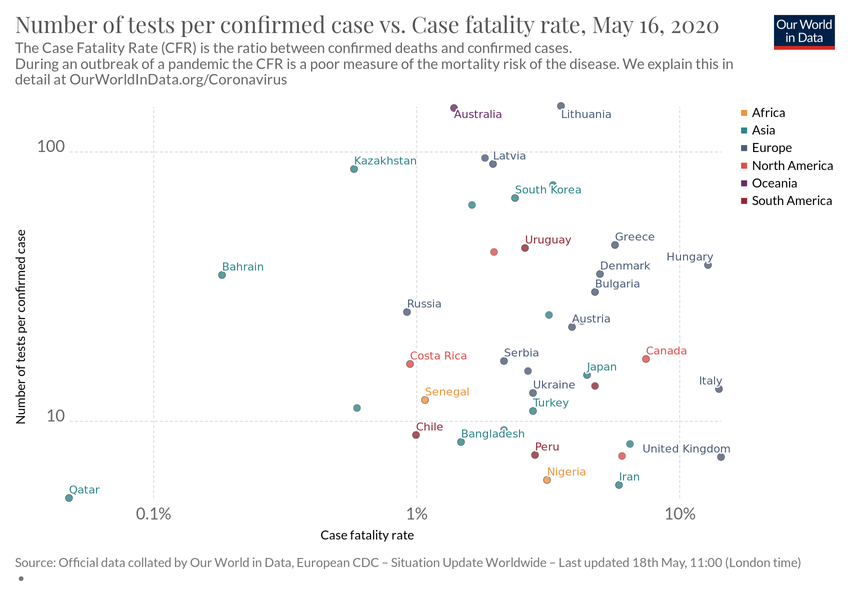 Number of tests per confirmed case vs. Case fatality rate, May 16, 2020
Our World
in Data
The Case Fatality Rate (CFR) is the ratio between confirmed deaths and confirmed cases.
During an outbreak of a pandemic the CFR is a poor measure of the mortality risk of the disease. We explain this in
detail at OurWorldInData.org/Coronavirus
Africa
Asia
Europe
North America
Oceania
South America
Number of tests per confirmed case
100
10
Australia
Lithuania
Latvia
Kazakhstan
South Korea
Greece
Uruguay
Hungary
Bahrain
Denmark
Bulgaria
Russia
Austria
Serbia
Canada
Costa Rica
Japan
Italy
Ukraine
Senegal
Turkey
Chile
Bangladesh
Peru
United Kingdom
Nigeria
Iran
Qatar
0.1%
1%
10%
Case fatality rate
Source: Official data collated by Our World in Data, European CDC – Situation Update Worldwide – Last updated 18th May, 11:00 (London time)
•